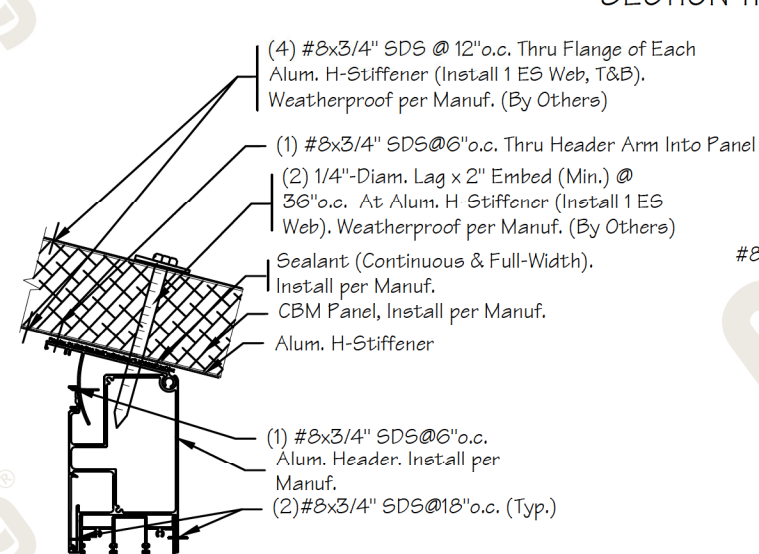 (4) #8x3/4" SDS @ 12"o.c. Thru Flange of Each
Alum. H-Stiffener (Install 1 ES Web, T&B).
Weatherproof per Manuf. (By Others)
(1) #8x3/4" SDS@6"o.c. Thru Header Arm Into Panel
(2) 1/4"-Diam. Lag x 2" Embed (Min.) @
36"o.c. At Alum. H Stiffener (Install 1 ES
Web). Weatherproof per Manuf. (By Others)
#8
Sealant (Continuous & Full-Width).
Install per Manuf.
CBM Panel, Install per Manuf.
Alum. H-Stiffener
(1) #8x3/4" SDS@6"o.c.
Alum. Header. Install per
Manuf.
(2)#8x3/4" SDS@18"o.c. (Typ.)